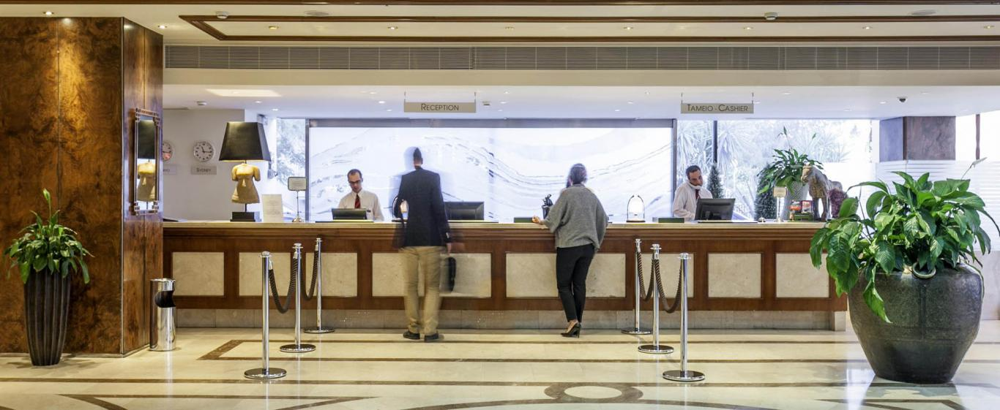 RECEPTION
TAMEIO - CASHIER
SYDNEY